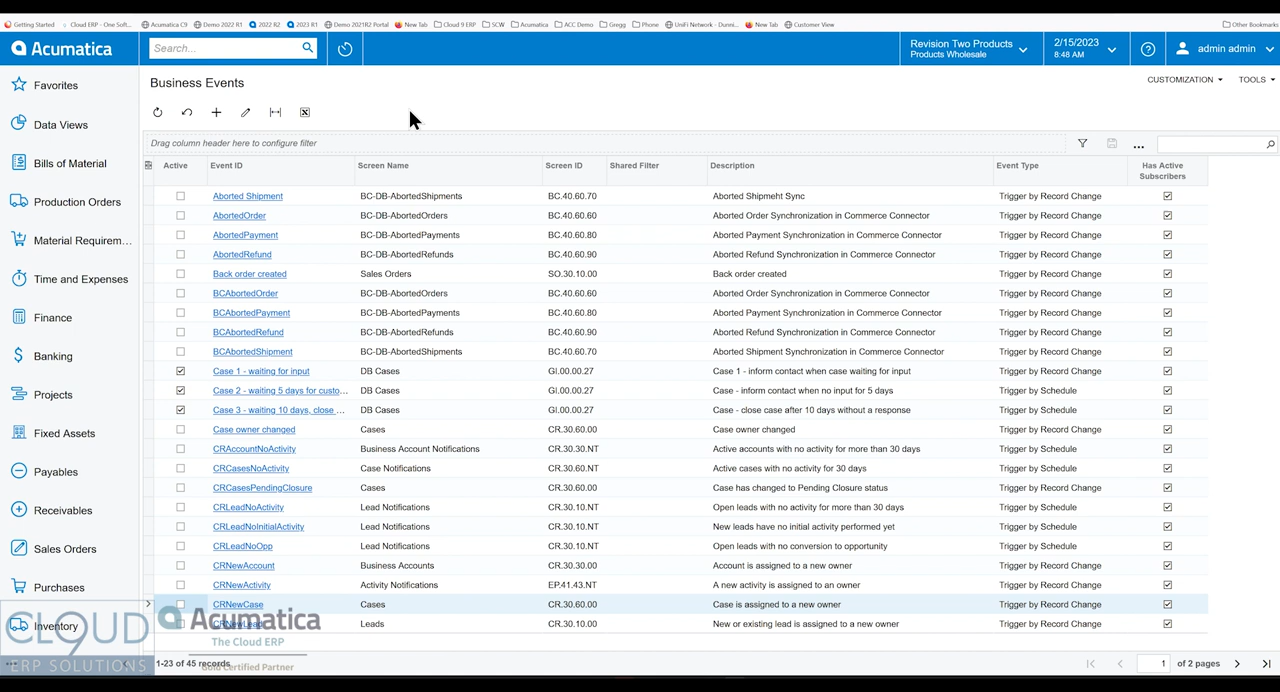 Getting Started Cloud ERP - One Soft... Acumatica C9 Demo 2022 R1 2022 R2 2023 R1 Demo 2021R2 Portal New Tab Cloud 9 ERP SCW Acumatica ACC Demo Gregg Phone UniFi Network - Dunni... New Tab Customer View Other Bookmarks
Acumatica Search... Revision Two Products Products Wholesale 2/15/2023 8:48 AM admin admin
Business Events CUSTOMIZATION TOOLS
Drag column header here to configure filter
Active Event ID Screen Name Screen ID Shared Filter Description Event Type Has Active Subscribers
Aborted Shipment BC-DB-AbortedShipments BC.40.60.70 Aborted Shipmeht Sync Trigger by Record Change
AbortedOrder BC-DB-AbortedOrders BC.40.60.60 Aborted Order Synchronization in Commerce Connector Trigger by Record Change
AbortedPayment BC-DB-AbortedPayments BC.40.60.80 Aborted Payment Synchronization in Commerce Connector Trigger by Record Change
AbortedRefund BC-DB-AbortedRefunds BC.40.60.90 Aborted Refund Synchronization in Commerce Connector Trigger by Record Change
Back order created Sales Orders SO.30.10.00 Back order created Trigger by Record Change
BCAbortedOrder BC-DB-AbortedOrders BC.40.60.60 Aborted Order Synchronization in Commerce Connector Trigger by Record Change
BCAbortedPayment BC-DB-AbortedPayments BC.40.60.80 Aborted Payment Synchronization in Commerce Connector Trigger by Record Change
BCAbortedRefund BC-DB-AbortedRefunds BC.40.60.90 Aborted Refund Synchronization in Commerce Connector Trigger by Record Change
BCAbortedShipment BC-DB-AbortedShipments BC.40.60.70 Aborted Shipment Synchronization in Commerce Connector Trigger by Record Change
Case 1 - waiting for input DB Cases GI.00.00.27 Case 1 - inform contact when case waiting for input Trigger by Record Change
Case 2 - waiting 5 days for custo... DB Cases GI.00.00.27 Case - inform contact when no input for 5 days Trigger by Schedule
Case 3 - waiting 10 days, close ... DB Cases GI.00.00.27 Case - close case after 10 days without a response Trigger by Schedule
Case owner changed Cases CR.30.60.00 Case owner changed Trigger by Record Change
CRAccountNoActivity Business Account Notifications CR.30.30.NT Active accounts with no activity for more than 30 days Trigger by Schedule
CRCasesNoActivity Case Notifications CR.30.60.NT Active cases with no activity for 30 days Trigger by Schedule
CRCasesPendingClosure Cases CR.30.60.00 Case has changed to Pending Closure status Trigger by Record Change
CRLeadNoActivity Lead Notifications CR.30.10.NT Open leads with no activity for more than 30 days Trigger by Schedule
CRLeadNoInitialActivity Lead Notifications CR.30.10.NT New leads have no initial activity performed yet Trigger by Schedule
CRLeadNoOpp Lead Notifications CR.30.10.NT Open leads with no conversion to opportunity Trigger by Schedule
CRNewAccount Business Accounts CR.30.30.00 Account is assigned to a new owner Trigger by Record Change
CRNewActivity Activity Notifications EP.41.43.NT A new activity is assigned to an owner Trigger by Record Change
CRNewCase Cases CR.30.60.00 Case is assigned to a new owner Trigger by Record Change
CRNewLead Leads CR.30.10.00 New or existing lead is assigned to a new owner Trigger by Record Change
1-23 of 45 records 1 of 2 pages
Favorites
Data Views
Bills of Material
Production Orders
Material Requirem...
Time and Expenses
Finance
Banking
Projects
Fixed Assets
Payables
Receivables
Sales Orders
Purchases
Inventory
CLOUD 9
ERP SOLUTIONS
Acumatica
The Cloud ERP
Gold Certified Partner